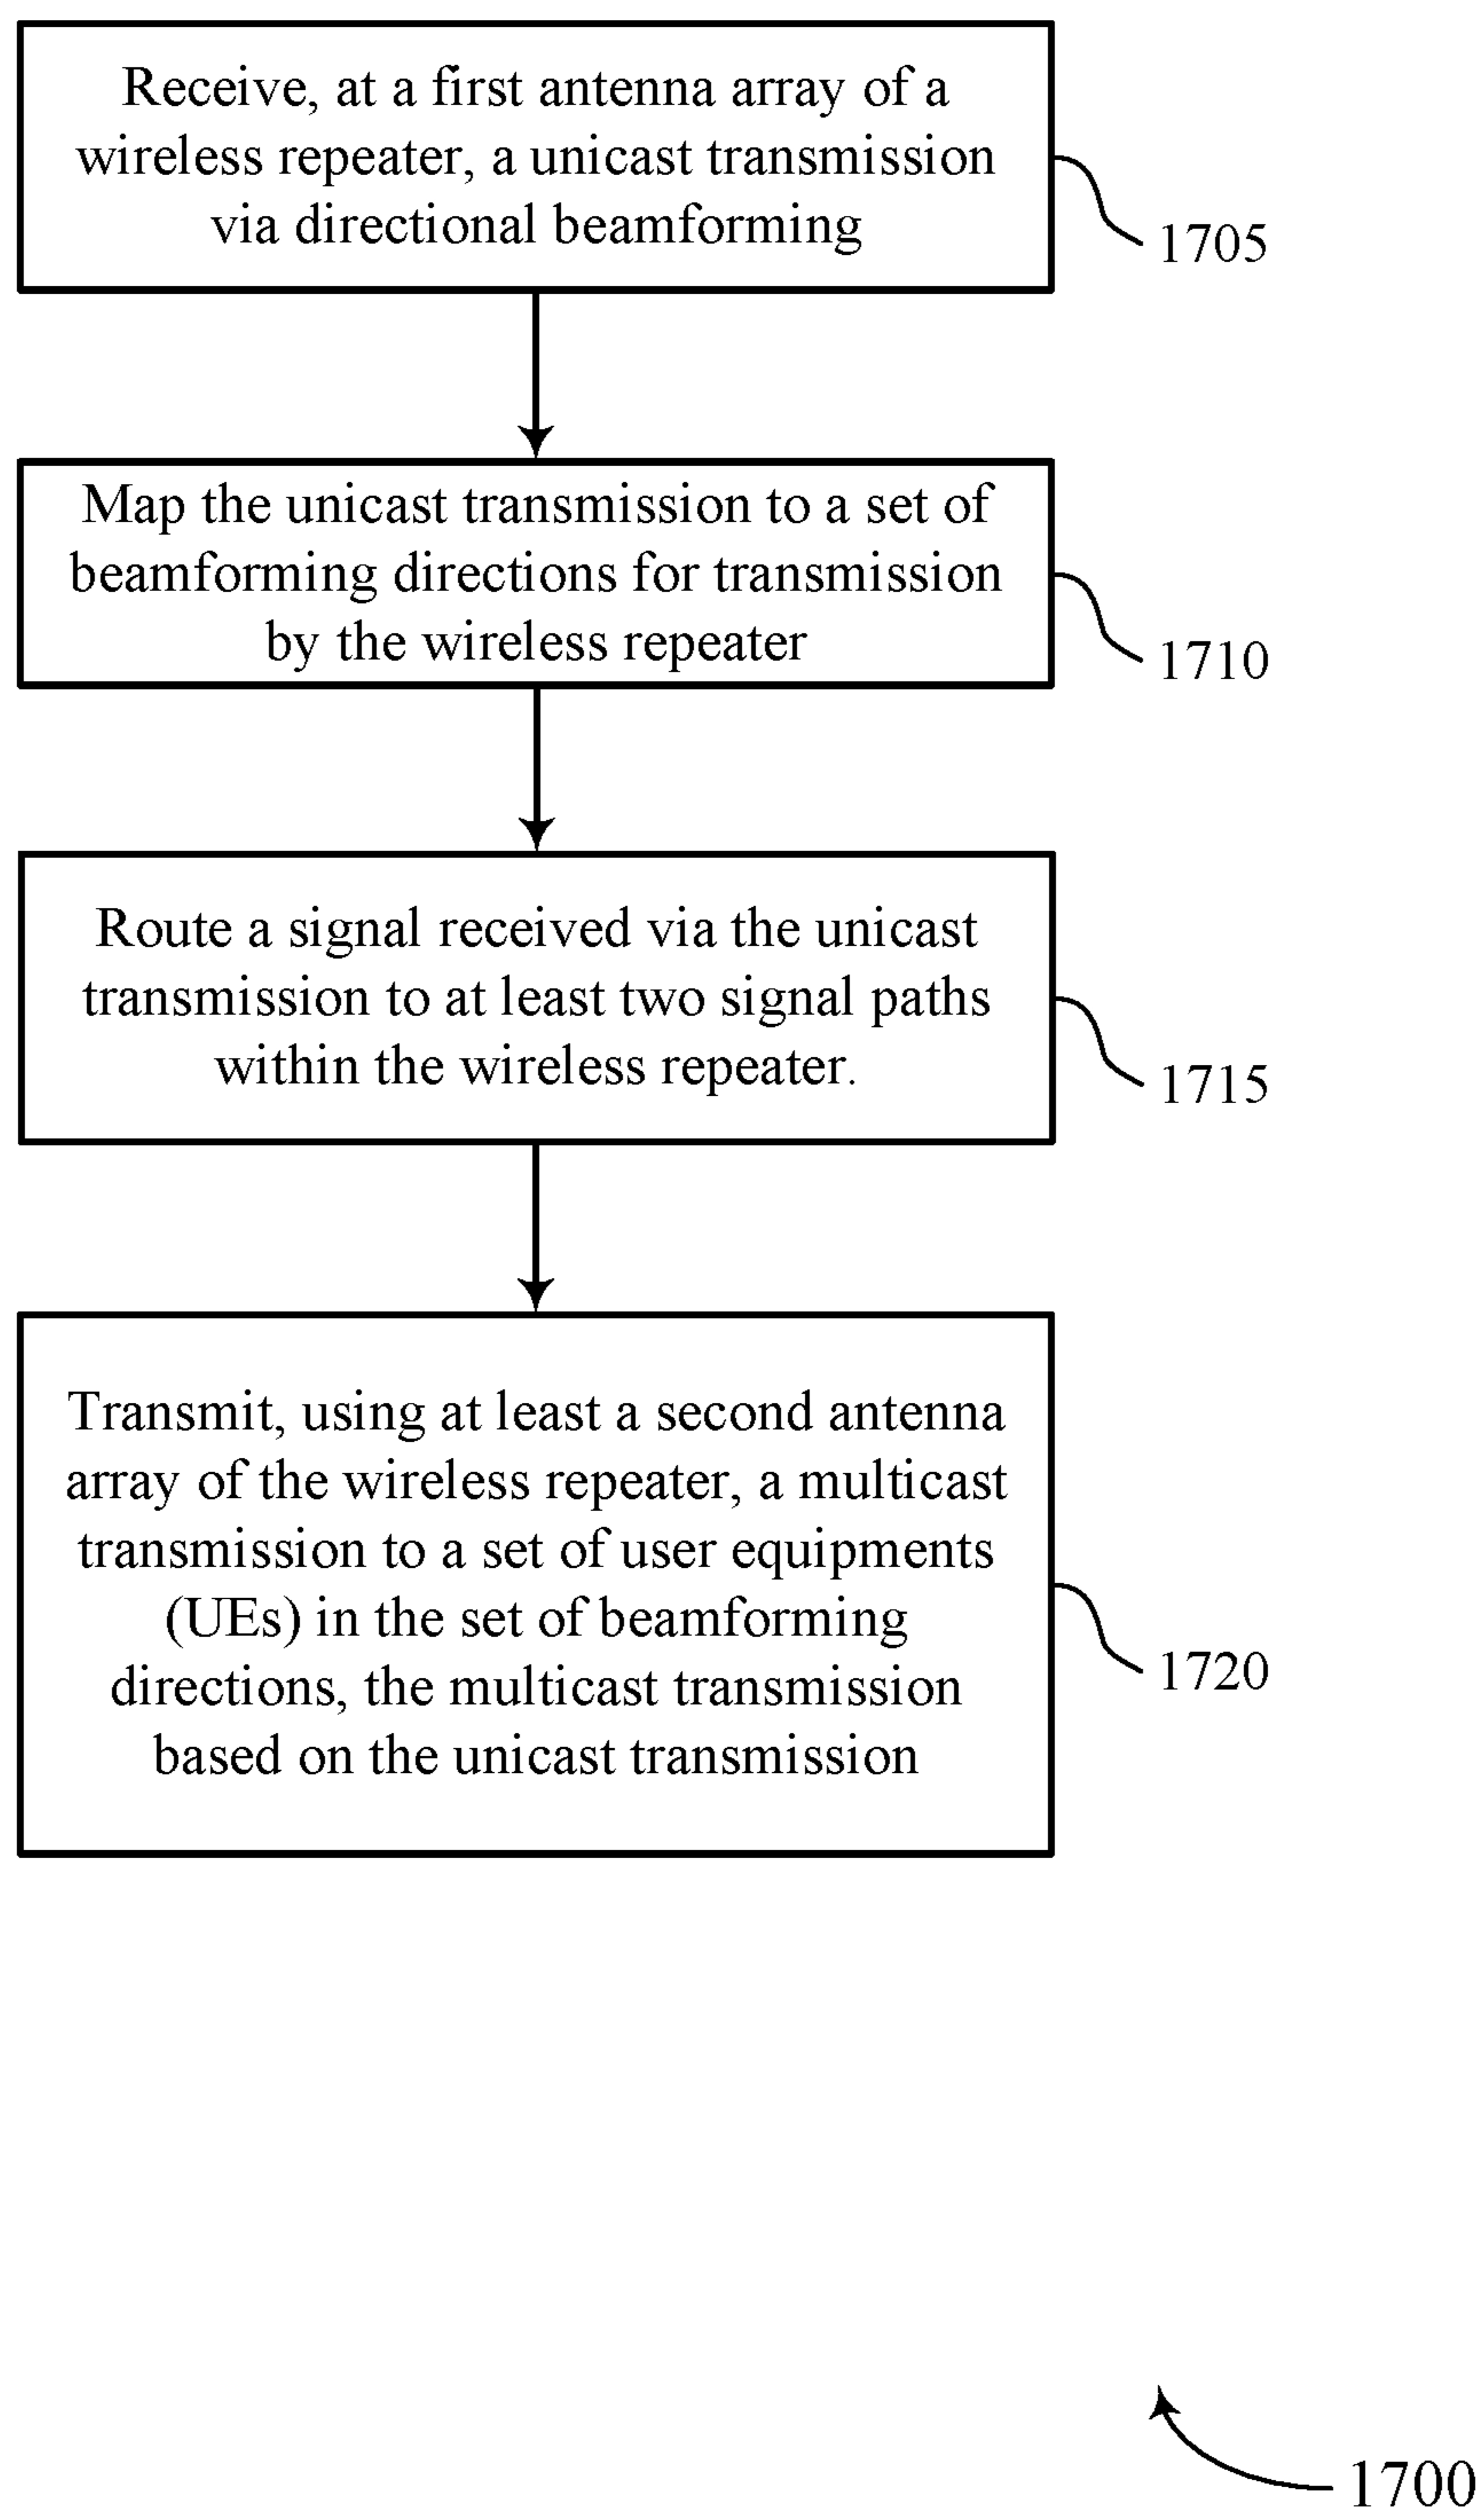 Receive, at a first antenna array of a
wireless repeater, a unicast transmission
via directional beamforming
1705
Map the unicast transmission to a set of
beamforming directions for transmission
by the wireless repeater
1710
Route a signal received via the unicast
transmission to at least two signal paths
within the wireless repeater.
1715
Transmit, using at least a second antenna
array of the wireless repeater, a multicast
transmission to a set of user equipments
(UEs) in the set of beamforming
directions, the multicast transmission
based on the unicast transmission
1720
1700